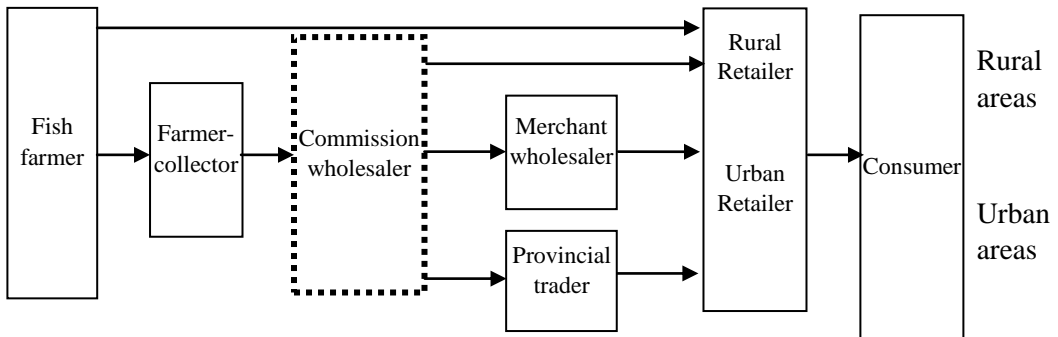 Fish
farmer
Farmer-
collector
Commission
wholesaler
Merchant
wholesaler
Provincial
trader
Rural
Retailer
Urban
Retailer
Consumer
Rural
areas
Urban
areas